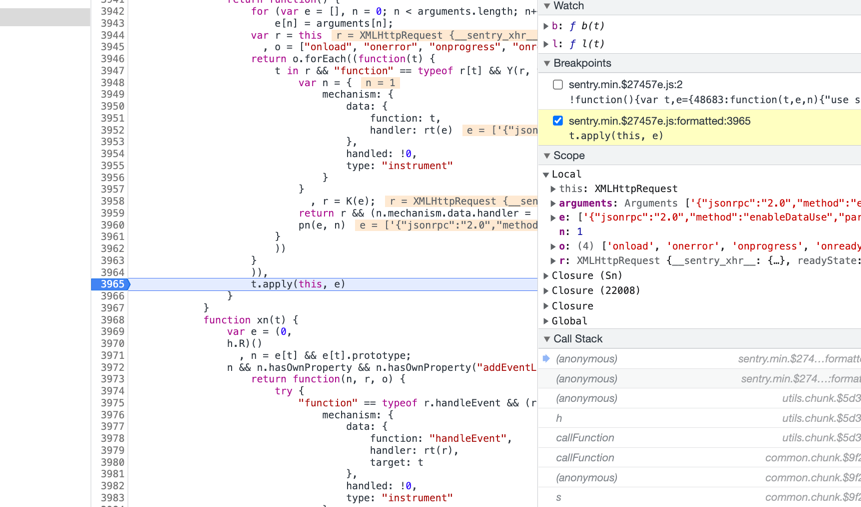 3941 return function() {
3942 for (var e = [], n = 0; n < arguments.length; n+
3943 e[n] = arguments[n];
3944 var r = this r = XMLHttpRequest {__sentry_xhr__
3945 , o = ["onload", "onerror", "onprogress", "onr
3946 return o.forEach((function(t) {
3947 t in r && "function" == typeof r[t] && Y(r,
3948 var n = { n = 1
3949 mechanism: {
3950 data: {
3951 function: t,
3952 handler: rt(e) e = ['{"json
3953 },
3954 handled: !0,
3955 type: "instrument"
3956 }
3957 }
3958 , r = K(e); r = XMLHttpRequest {__sen
3959 return r && (n.mechanism.data.handler =
3960 pn(e, n) e = ['{"jsonrpc":"2.0","method
3961 }
3962 ))
3963 }
3964 )),
3965 t.apply(this, e)
3966 }
3967 }
3968 function xn(t) {
3969 var e = (0,
3970 h.R)()
3971 , n = e[t] && e[t].prototype;
3972 n && n.hasOwnProperty && n.hasOwnProperty("addEventL
3973 return function(n, r, o) {
3974 try {
3975 "function" == typeof r.handleEvent && (r
3976 mechanism: {
3977 data: {
3978 function: "handleEvent",
3979 handler: rt(r),
3980 target: t
3981 },
3982 handled: !0,
3983 type: "instrument"
Watch
b: ƒ b(t)
l: ƒ l(t)
Breakpoints
sentry.min.$27457e.js:2
!function(){var t,e={48683:function(t,e,n){"use s
sentry.min.$27457e.js:formatted:3965
t.apply(this, e)
Scope
Local
this: XMLHttpRequest
arguments: Arguments ['{"jsonrpc":"2.0","method":"e
e: ['{"jsonrpc":"2.0","method":"enableDataUse","par
n: 1
o: (4) ['onload', 'onerror', 'onprogress', 'onready
r: XMLHttpRequest {__sentry_xhr__: {…}, readyState:
Closure (Sn)
Closure (22008)
Closure
Global
Call Stack
(anonymous) sentry.min.$274…formatte
(anonymous) sentry.min.$274…:format
(anonymous) utils.chunk.$5d3
h utils.chunk.$5d3
callFunction utils.chunk.$5d3
callFunction common.chunk.$9f2
(anonymous) common.chunk.$9f2
s common.chunk.$9f2